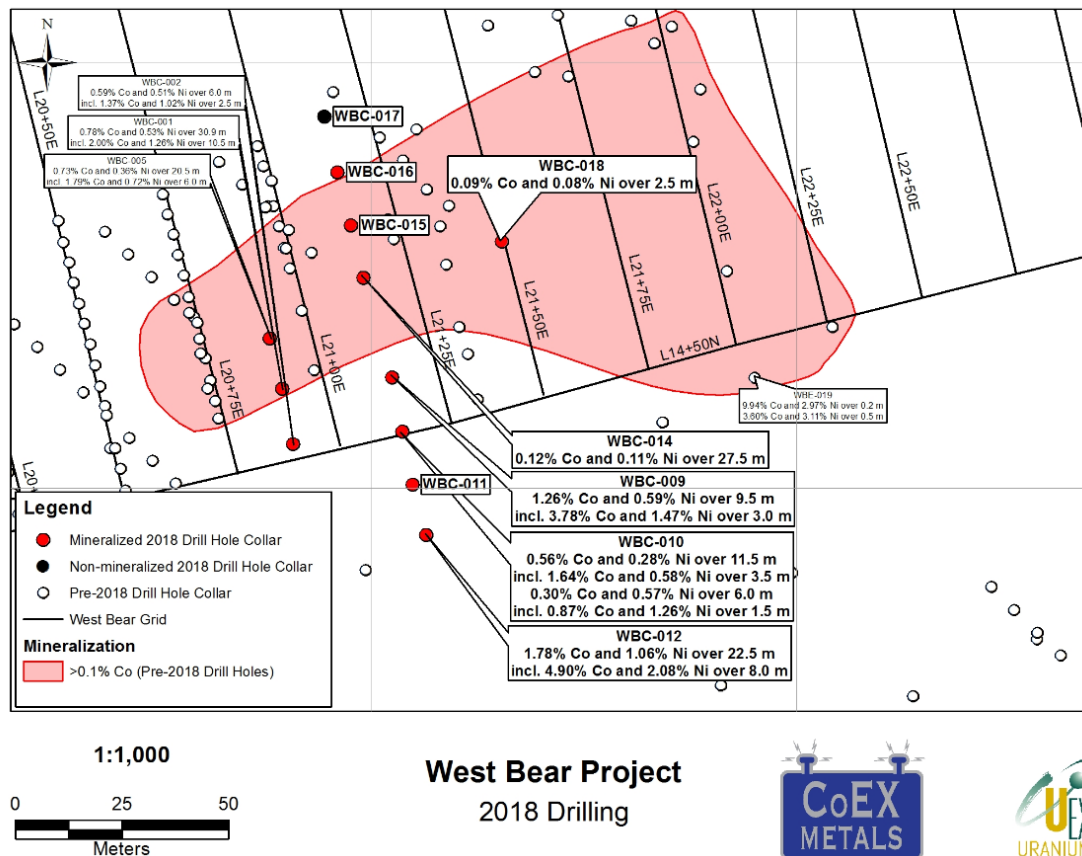 N
WBC-002
0.59% Co and 0.51% Ni over 6.0 m
incl. 1.37% Co and 1.02% Ni over 2.5 m
WBC-001
0.78% Co and 0.53% Ni over 30.9 m
incl. 2.00% Co and 1.26% Ni over 10.5 m
WBC-005
0.73% Co and 0.36% Ni over 20.5 m
incl. 1.79% Co and 0.72% Ni over 6.0 m
L20+50E
WBC-017
WBC-016
WBC-015
WBC-018
0.09% Co and 0.08% Ni over 2.5 m
L22+50E
L22+25E
L22+00E
L21+75E
L21+50E
L21+25E
L21+00E
L20+75E
L14+50N
WBE-019
9.94% Co and 2.97% Ni over 0.2 m
3.60% Co and 3.11% Ni over 0.5 m
WBC-014
0.12% Co and 0.11% Ni over 27.5 m
WBC-009
1.26% Co and 0.59% Ni over 9.5 m
incl. 3.78% Co and 1.47% Ni over 3.0 m
WBC-011
WBC-010
0.56% Co and 0.28% Ni over 11.5 m
incl. 1.64% Co and 0.58% Ni over 3.5 m
0.30% Co and 0.57% Ni over 6.0 m
incl. 0.87% Co and 1.26% Ni over 1.5 m
WBC-012
1.78% Co and 1.06% Ni over 22.5 m
incl. 4.90% Co and 2.08% Ni over 8.0 m
Legend
Mineralized 2018 Drill Hole Collar
Non-mineralized 2018 Drill Hole Collar
Pre-2018 Drill Hole Collar
West Bear Grid
Mineralization
>0.1% Co (Pre-2018 Drill Holes)
1:1,000
0 25 50
Meters
West Bear Project
2018 Drilling
CoEX
METALS
UEX
URANIUM